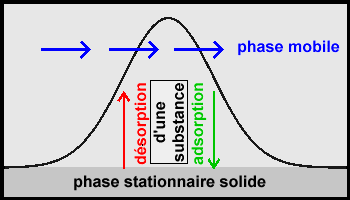 phase mobile
désorption
d'une
substance
adsorption
phase stationnaire solide